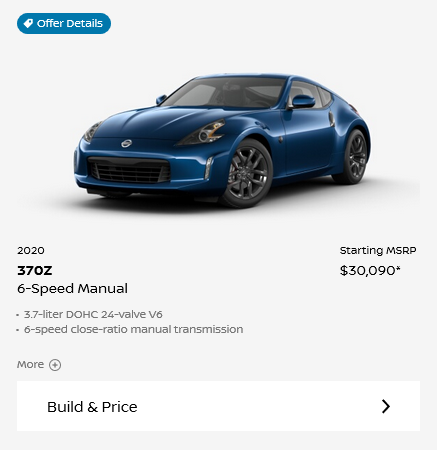 Offer Details
2020
Starting MSRP
370Z
$30,090*
6-Speed Manual
• 3.7-liter DOHC 24-valve V6
• 6-speed close-ratio manual transmission
More
Build & Price